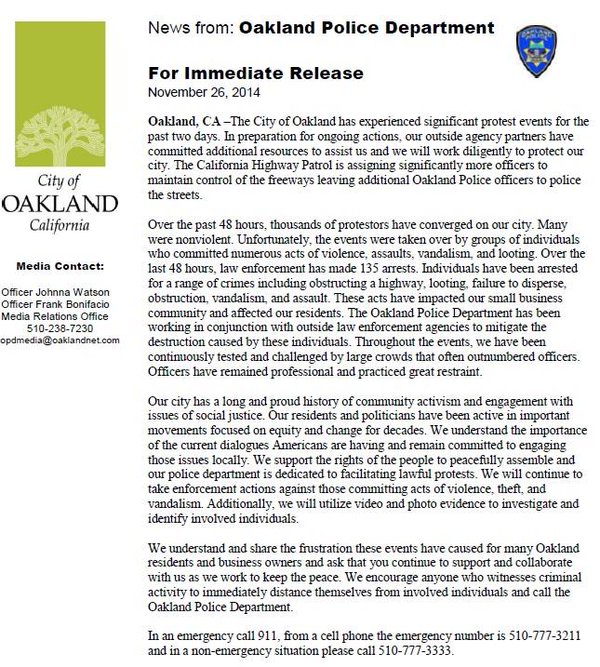 News from: Oakland Police Department
For Immediate Release
November 26, 2014
City of
OAKLAND
California
Media Contact:
Officer Johnna Watson
Officer Frank Bonifacio
Media Relations Office
510-238-7230
opdmedia@oaklandnet.com
Oakland, CA –The City of Oakland has experienced significant protest events for the
past two days. In preparation for ongoing actions, our outside agency partners have
committed additional resources to assist us and we will work diligently to protect our
city. The California Highway Patrol is assigning significantly more officers to
maintain control of the freeways leaving additional Oakland Police officers to police
the streets.
Over the past 48 hours, thousands of protestors have converged on our city. Many
were nonviolent. Unfortunately, the events were taken over by groups of individuals
who committed numerous acts of violence, assaults, vandalism, and looting. Over the
last 48 hours, law enforcement has made 135 arrests. Individuals have been arrested
for a range of crimes including obstructing a highway, looting, failure to disperse,
obstruction, vandalism, and assault. These acts have impacted our small business
community and affected our residents. The Oakland Police Department has been
working in conjunction with outside law enforcement agencies to mitigate the
destruction caused by these individuals. Throughout the events, we have been
continuously tested and challenged by large crowds that often outnumbered officers.
Officers have remained professional and practiced great restraint.
Our city has a long and proud history of community activism and engagement with
issues of social justice. Our residents and politicians have been active in important
movements focused on equity and change for decades. We understand the importance
of the current dialogues Americans are having and remain committed to engaging
those issues locally. We support the rights of the people to peacefully assemble and
our police department is dedicated to facilitating lawful protests. We will continue to
take enforcement actions against those committing acts of violence, theft, and
vandalism. Additionally, we will utilize video and photo evidence to investigate and
identify involved individuals.
We understand and share the frustration these events have caused for many Oakland
residents and business owners and ask that you continue to support and collaborate
with us as we work to keep the peace. We encourage anyone who witnesses criminal
activity to immediately distance themselves from involved individuals and call the
Oakland Police Department.
In an emergency call 911, from a cell phone the emergency number is 510-777-3211
and in a non-emergency situation please call 510-777-3333.